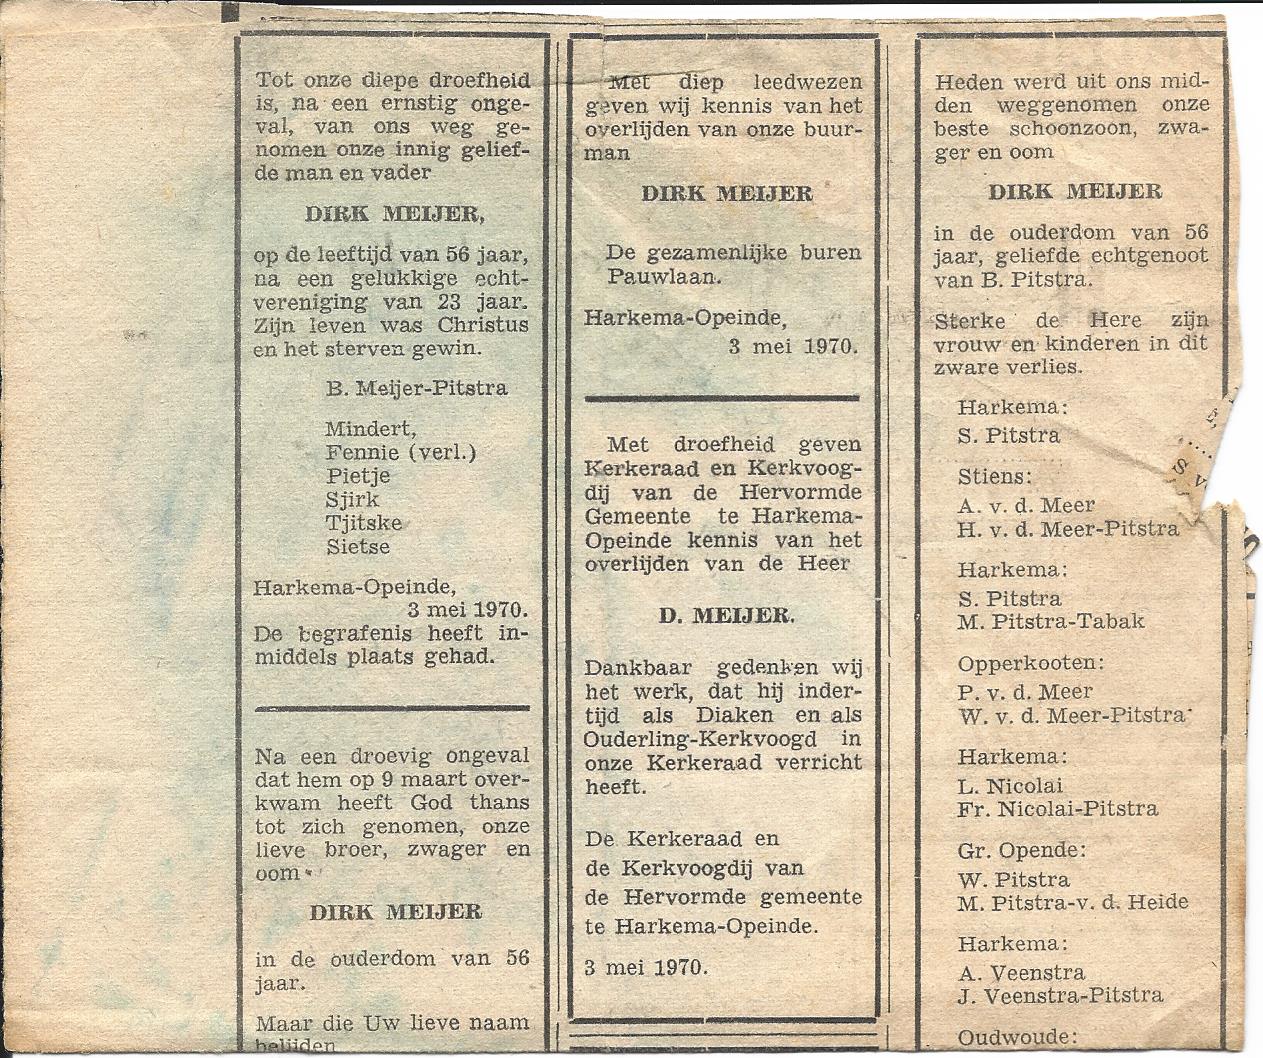 Tot onze diepe droefheid
is, na een ernstig onge-
val, van ons weg ge-
nomen onze innig gelief-
de man en vader
DIRK MEIJER,
op de leeftijd van 56 jaar,
na een gelukkige echt-
vereniging van 23 jaar.
Zijn leven was Christus
en het sterven gewin.
B. Meijer-Pitstra
Mindert,
Fennie (verl.)
Pietje
Sjirk
Tjitske
Sietse
Harkema-Opeinde,
3 mei 1970.
De begrafenis heeft in-
middels plaats gehad.
Na een droevig ongeval
dat hem op 9 maart over-
kwam heeft God thans
tot zich genomen, onze
lieve broer, zwager en
oom
DIRK MEIJER
in de ouderdom van 56
jaar.
Maar die Uw lieve naam
belijden
Met diep leedwezen
geven wij kennis van het
overlijden van onze buur-
man
DIRK MEIJER
De gezamenlijke buren
Pauwlaan.
Harkema-Opeinde,
3 mei 1970.
Met droefheid geven
Kerkeraad en Kerkvoog-
dij van de Hervormde
Gemeente te Harkema-
Opeinde kennis van het
overlijden van de Heer
D. MEIJER.
Dankbaar gedenken wij
het werk, dat hij inder-
tijd als Diaken en als
Ouderling-Kerkvoogd in
onze Kerkeraad verricht
heeft.
De Kerkeraad en
de Kerkvoogdij van
de Hervormde gemeente
te Harkema-Opeinde.
3 mei 1970.
Heden werd uit ons mid-
den weggenomen onze
beste schoonzoon, zwa-
ger en oom
DIRK MEIJER
in de ouderdom van 56
jaar, geliefde echtgenoot
van B. Pitstra.
Sterke de Here zijn
vrouw en kinderen in dit
zware verlies.
Harkema:
S. Pitstra
Stiens:
A. v. d. Meer
H. v. d. Meer-Pitstra
Harkema:
S. Pitstra
M. Pitstra-Tabak
Opperkooten:
P. v. d. Meer
W. v. d. Meer-Pitstra
Harkema:
L. Nicolai
Fr. Nicolai-Pitstra
Gr. Opende:
W. Pitstra
M. Pitstra-v. d. Heide
Harkema:
A. Veenstra
J. Veenstra-Pitstra
Oudwoude: